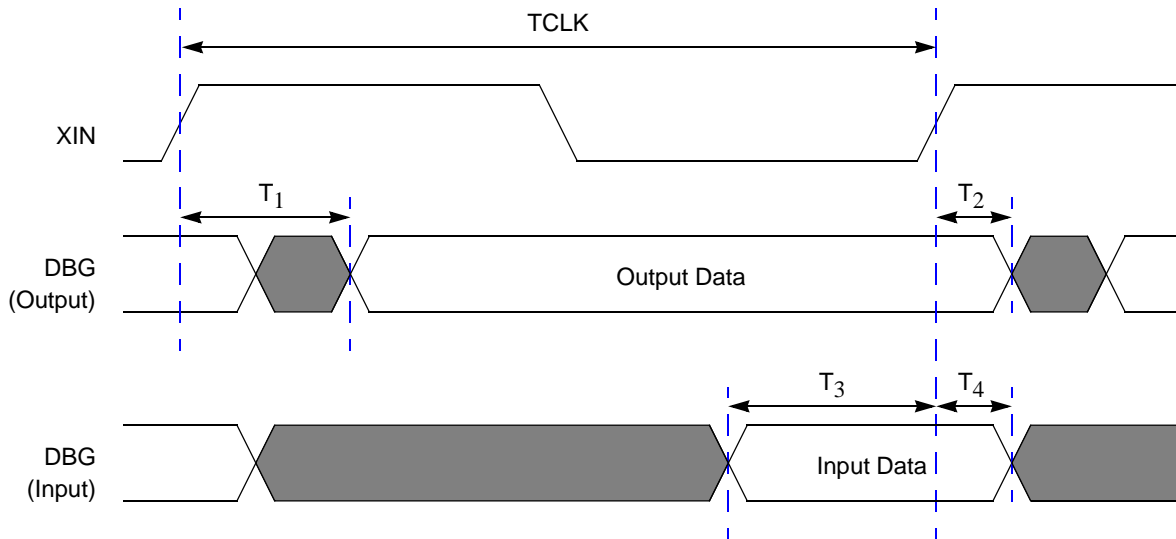 TCLK
XIN
T1
T2
DBG
(Output)
Output Data
T3
T4
DBG
(Input)
Input Data